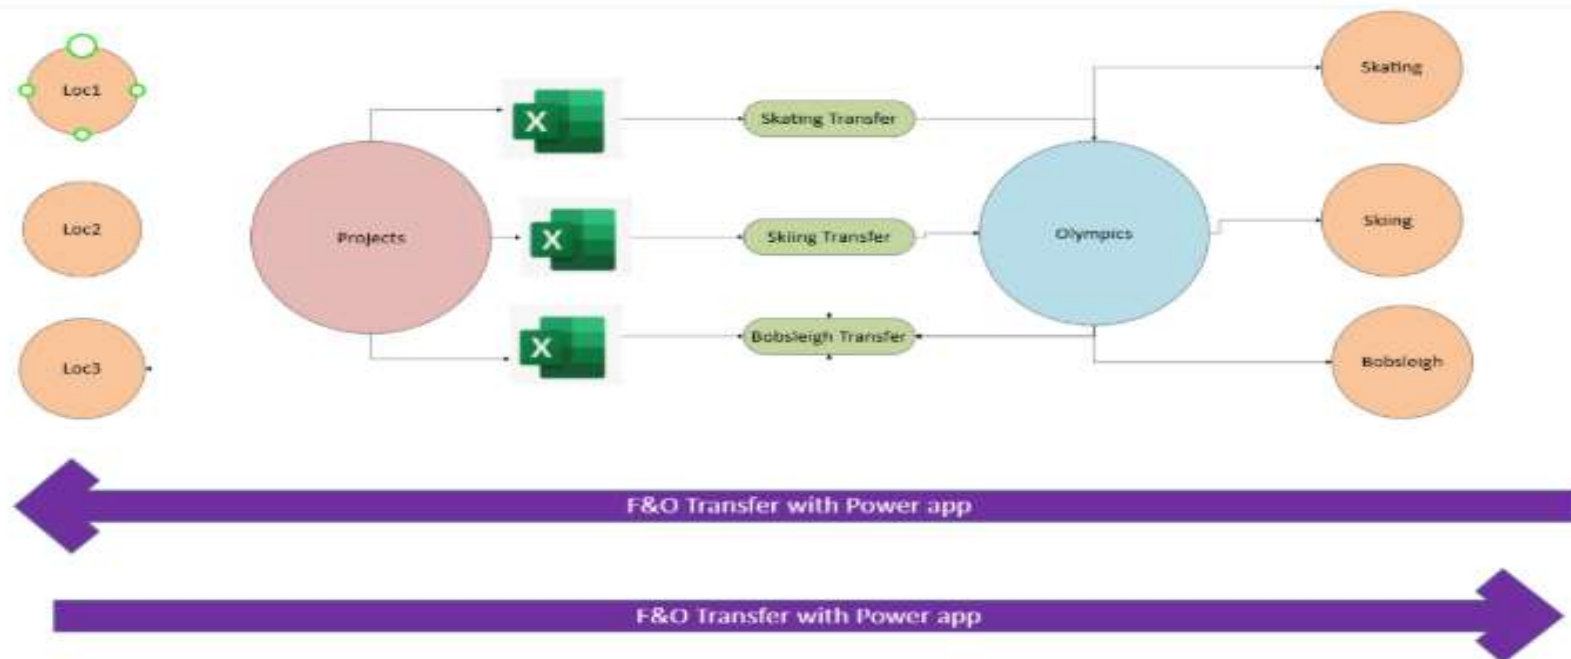 Loc1
Loc2
Loc3
Projects
X
X
X
Skating Transfer
Skiing Transfer
Bobsleigh Transfer
Olympics
Skating
Skiing
Bobsleigh
F&O Transfer with Power app
F&O Transfer with Power app